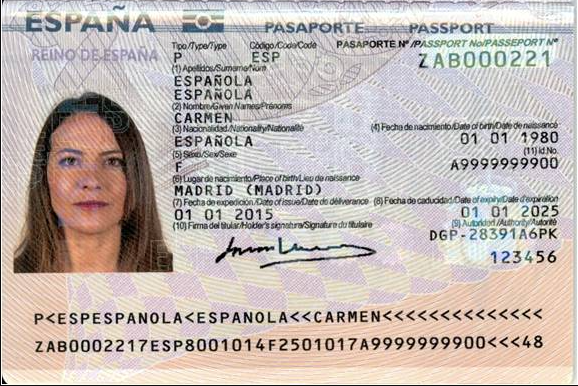 ESPAÑA PASAPORTE PASSPORT
REINO DE ESPAÑA
Tipo/Type/Type Código/Code/Code PASAPORTE Nº/PASSPORT No/PASSEPORT Nº
P ESP ZAB000221
(1) Apellidos/Surname/Nom
ESPAÑOLA
ESPAÑOLA
(2) Nombre/Given Names/Prénoms
CARMEN
(3) Nacionalidad/Nationality/Nationalité (4) Fecha de nacimiento/Date of birth/Date de naissance
ESPAÑOLA 01 01 1980
(5) Sexo/Sex/Sexe (11) Id.No.
F A9999999900
(6) Lugar de nacimiento/Place of birth/Lieu de naissance
MADRID (MADRID)
(7) Fecha de expedición/Date of issue/Date de délivrance (8) Fecha de caducidad/Date of expiry/Date d'expiration
01 01 2015 01 01 2025
(10) Firma del titular/Holder's signature/Signature du titulaire (9) Autoridad/Authority/Autorité
DGP-28391A6PK
123456
P<ESPESPANOLA<ESPANOLA<<CARMEN<<<<<<<<<<<<<<
ZAB0002217ESP8001014F2501017A9999999900<<<48